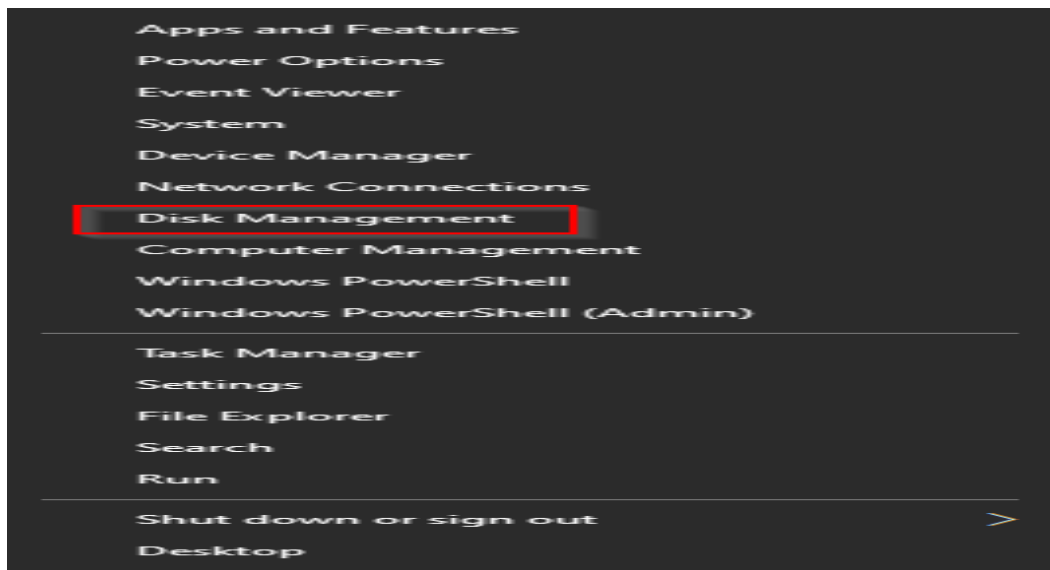 Apps and Features
Power Options
Event Viewer
System
Device Manager
Network Connections
Disk Management
Computer Management
Windows PowerShell
Windows PowerShell (Admin)
Task Manager
Settings
File Explorer
Search
Run
Shut down or sign out
Desktop